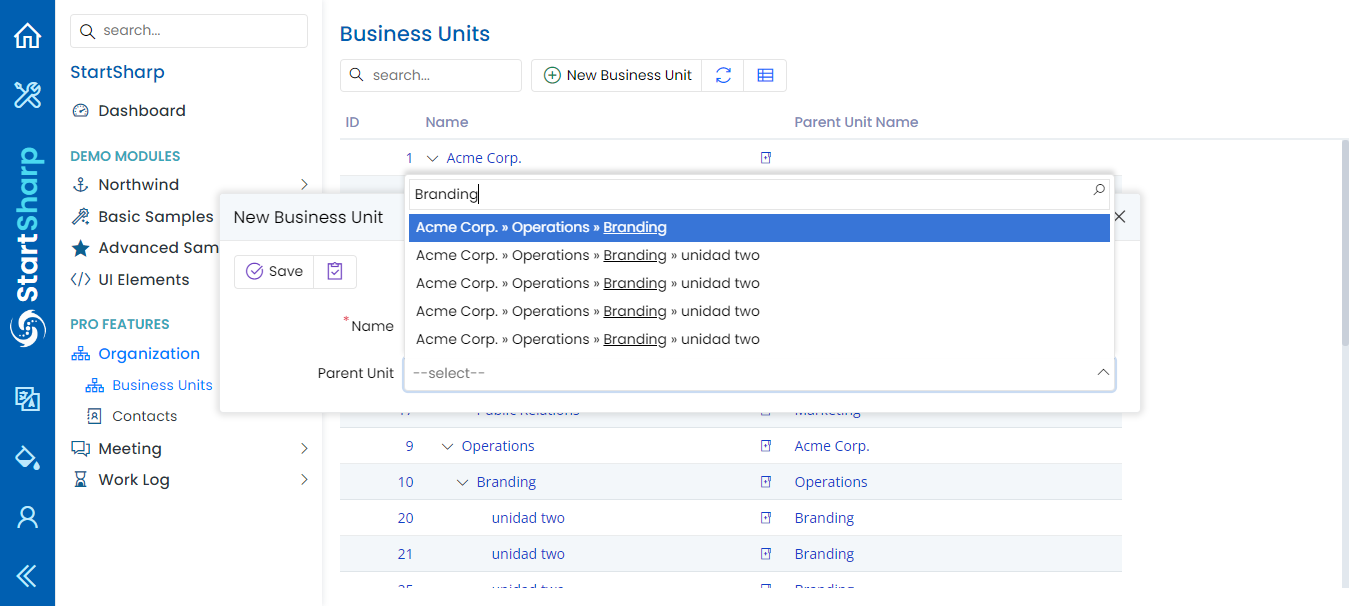 StartSharp
search...
StartSharp
Dashboard
DEMO MODULES
Northwind
Basic Samples
Advanced Sam
UI Elements
PRO FEATURES
Organization
Business Units
Contacts
Meeting
Work Log
Business Units
search...
New Business Unit
ID Name Parent Unit Name
1 Acme Corp.
New Business Unit
Save
*Name
Parent Unit
Branding
Acme Corp. » Operations » Branding
Acme Corp. » Operations » Branding » unidad two
Acme Corp. » Operations » Branding » unidad two
Acme Corp. » Operations » Branding » unidad two
Acme Corp. » Operations » Branding » unidad two
--select--
17 Public Relations Marketing
9 Operations Acme Corp.
10 Branding Operations
20 unidad two Branding
21 unidad two Branding
25 unidad two Branding